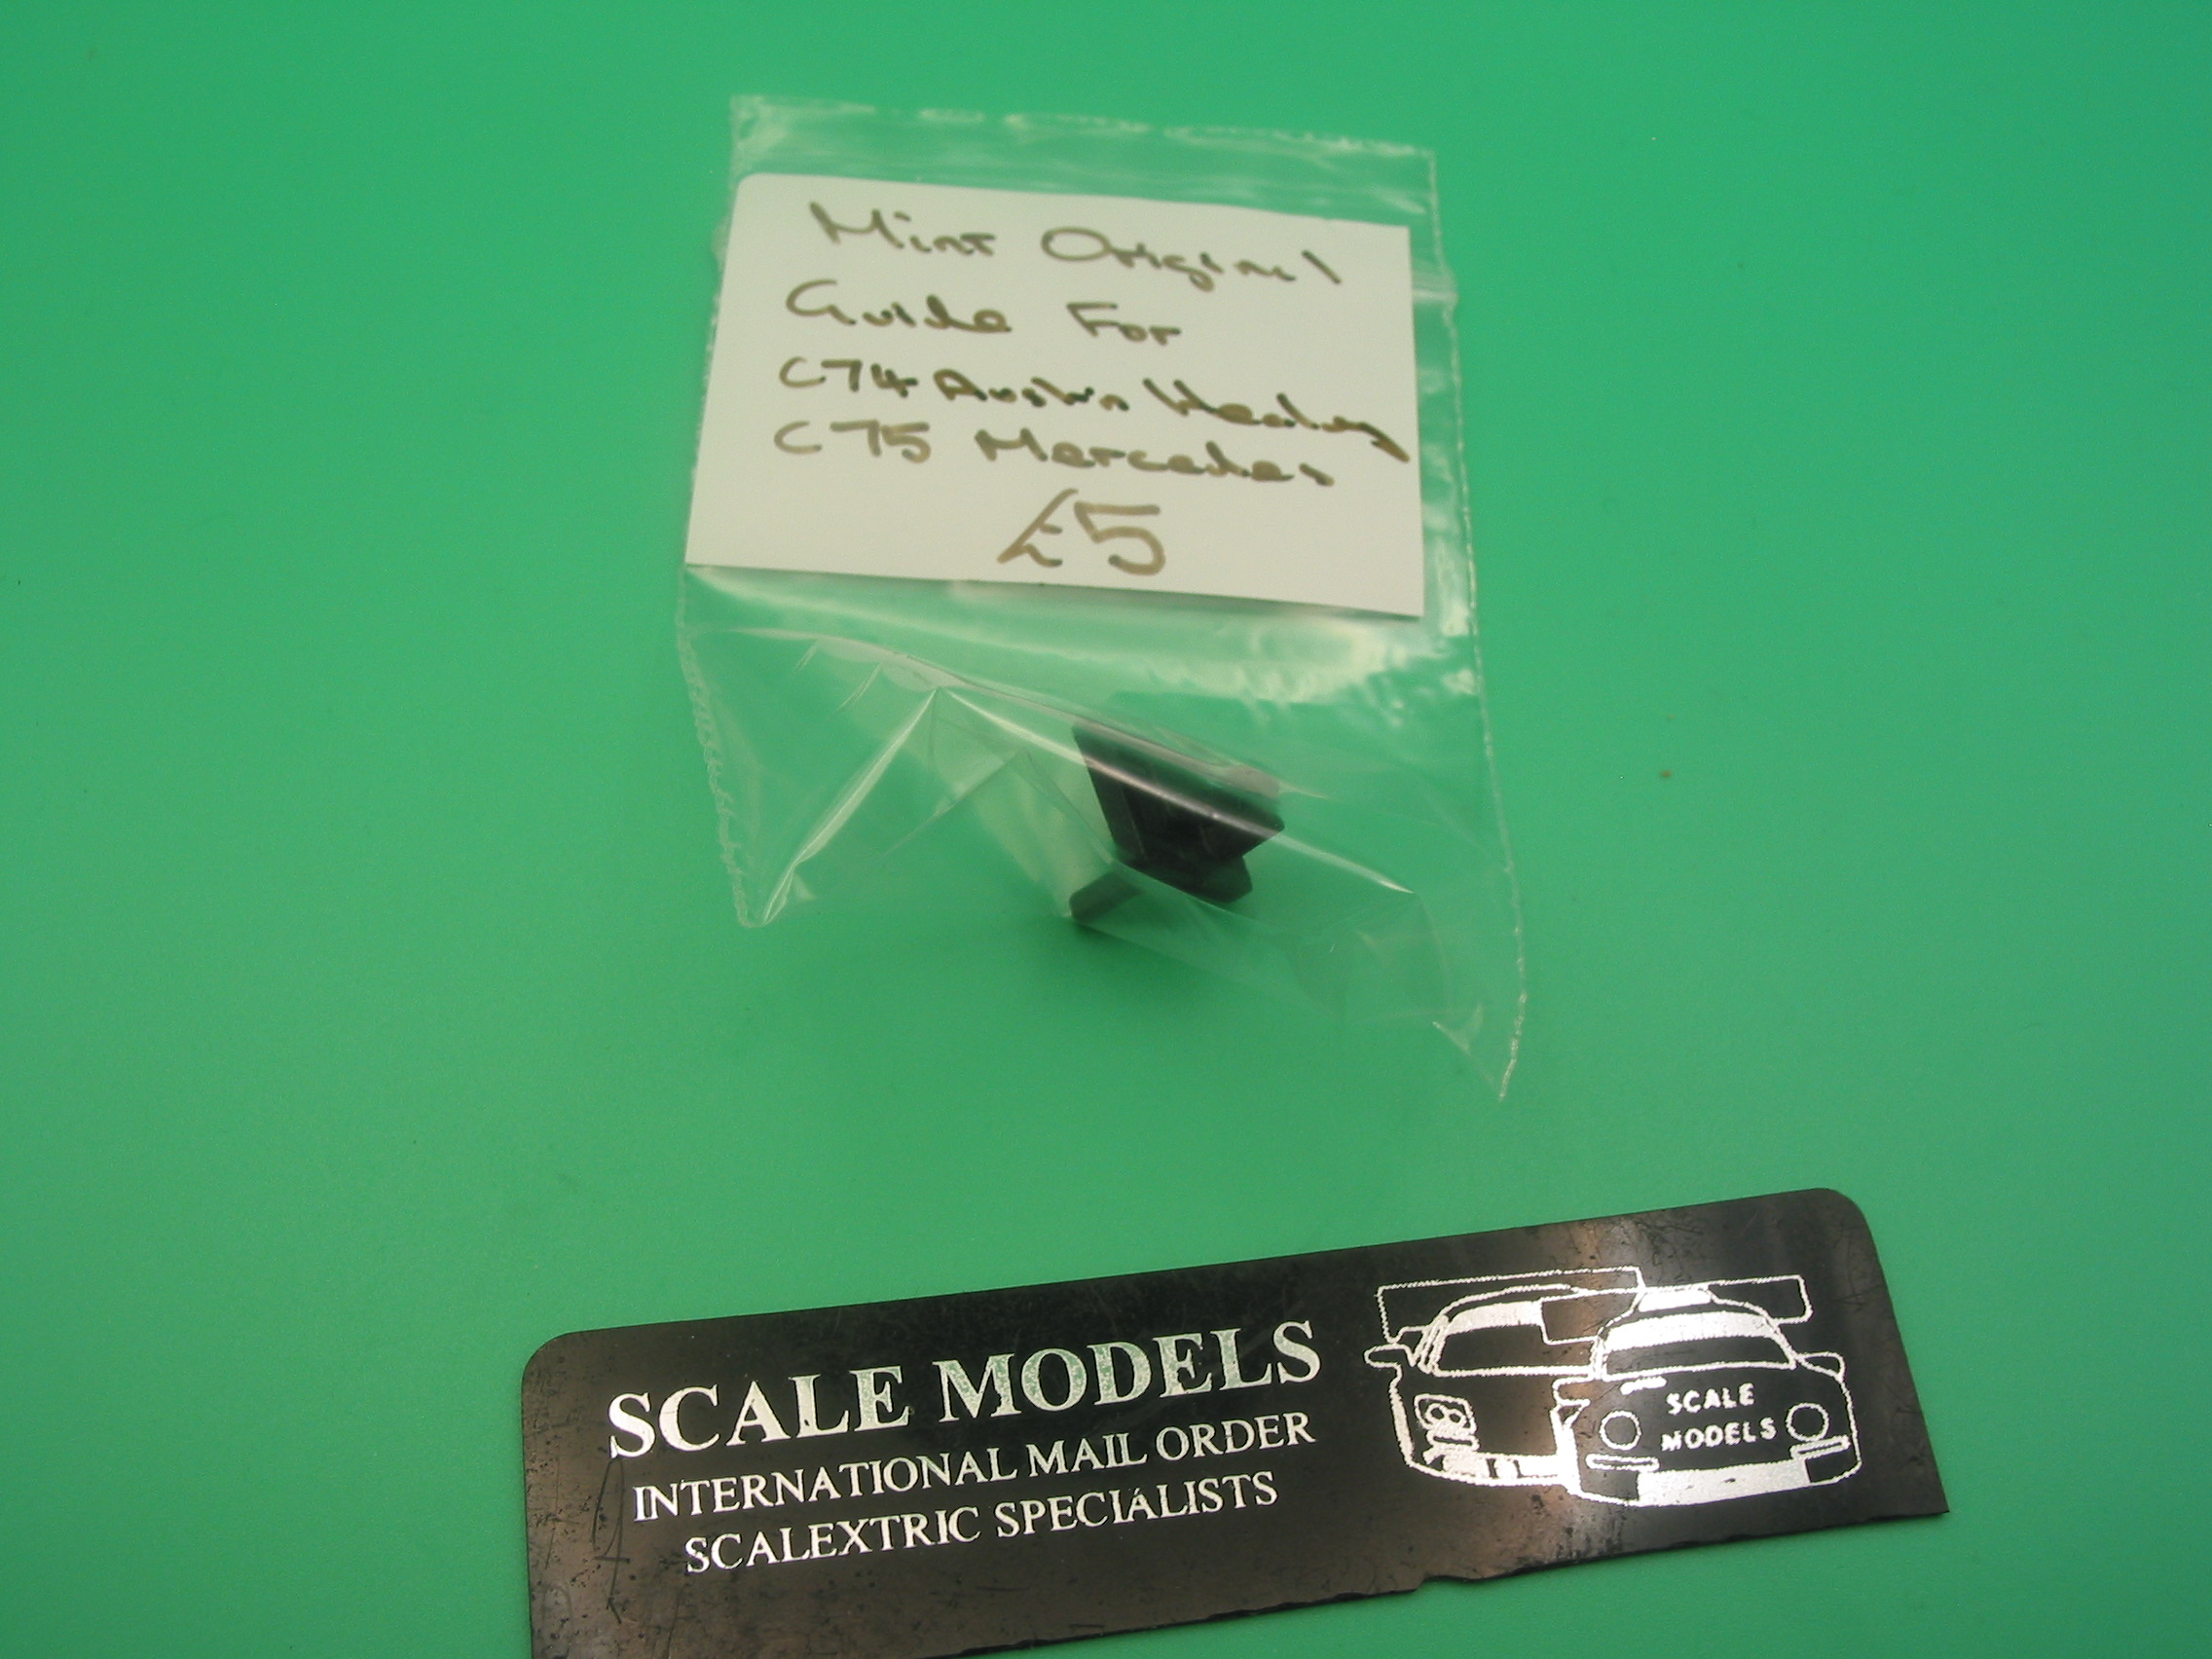 Mint Original
Guide For
C74 Austin Healey
C75 Mercedes
£5
SCALE MODELS
INTERNATIONAL MAIL ORDER
SCALEXTRIC SPECIALISTS
SCALE
MODELS